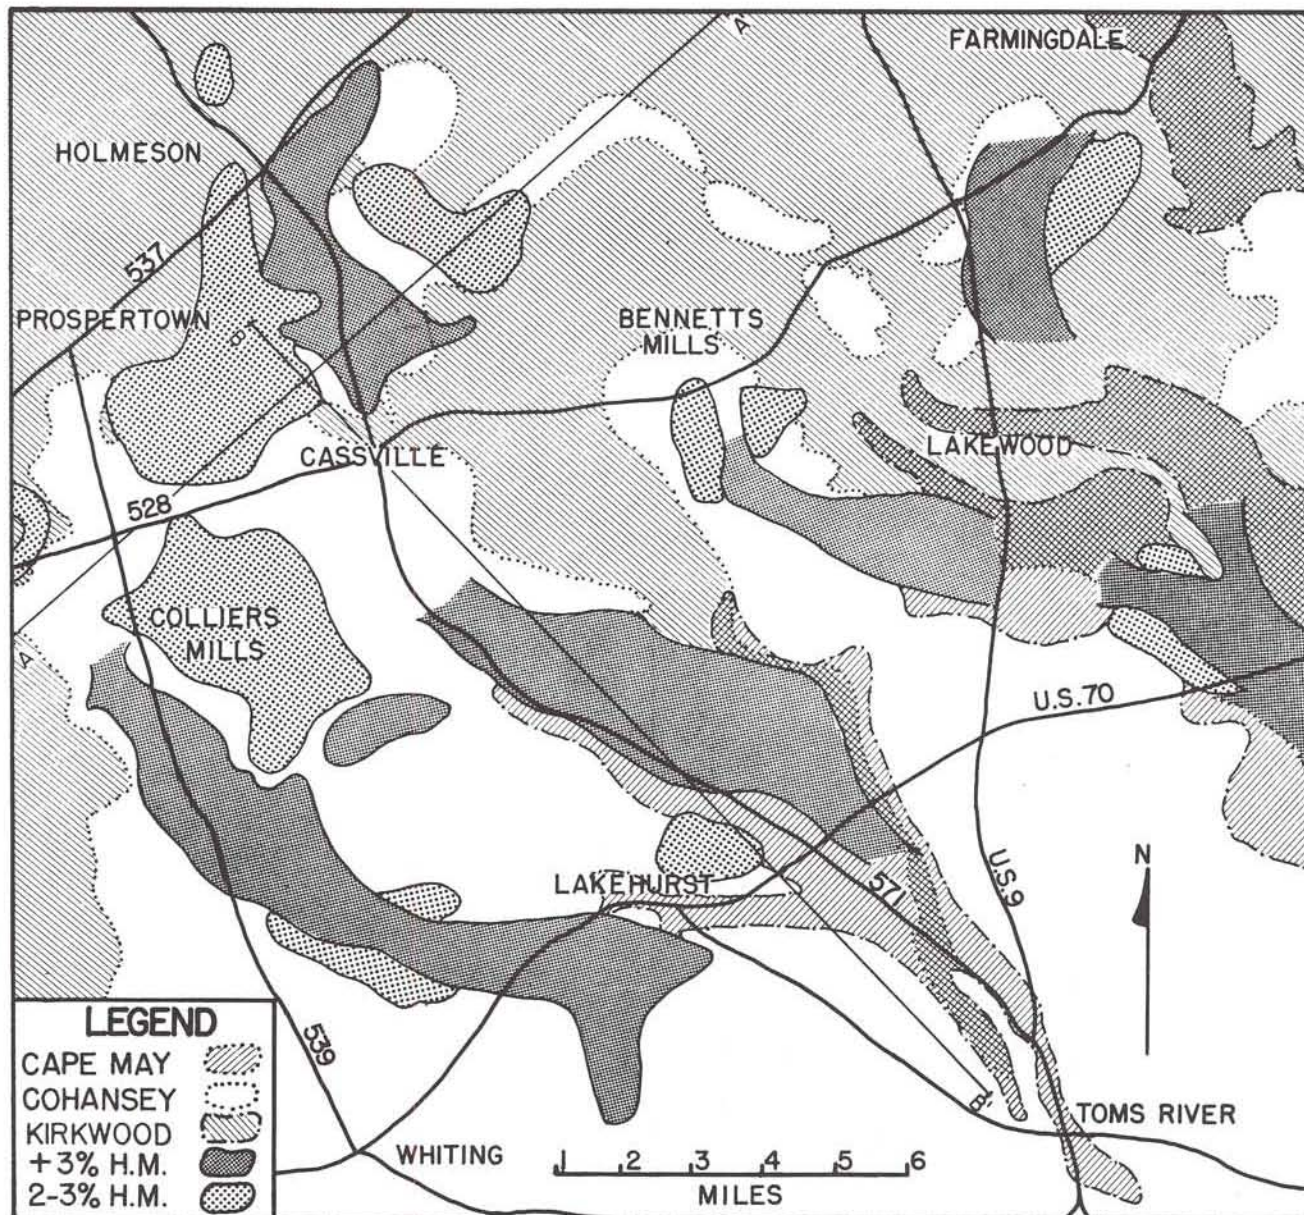 A
FARMINGDALE
HOLMESON
537
PROSPERTOWN
B
BENNETTS
MILLS
CASSVILLE
LAKEWOOD
528
COLLIERS
MILLS
A
U.S.70
LAKEHURST
571
U.S.9
N
539
B'
TOMS RIVER
WHITING
1 2 3 4 5 6
MILES
LEGEND
CAPE MAY
COHANSEY
KIRKWOOD
+3% H.M.
2-3% H.M.